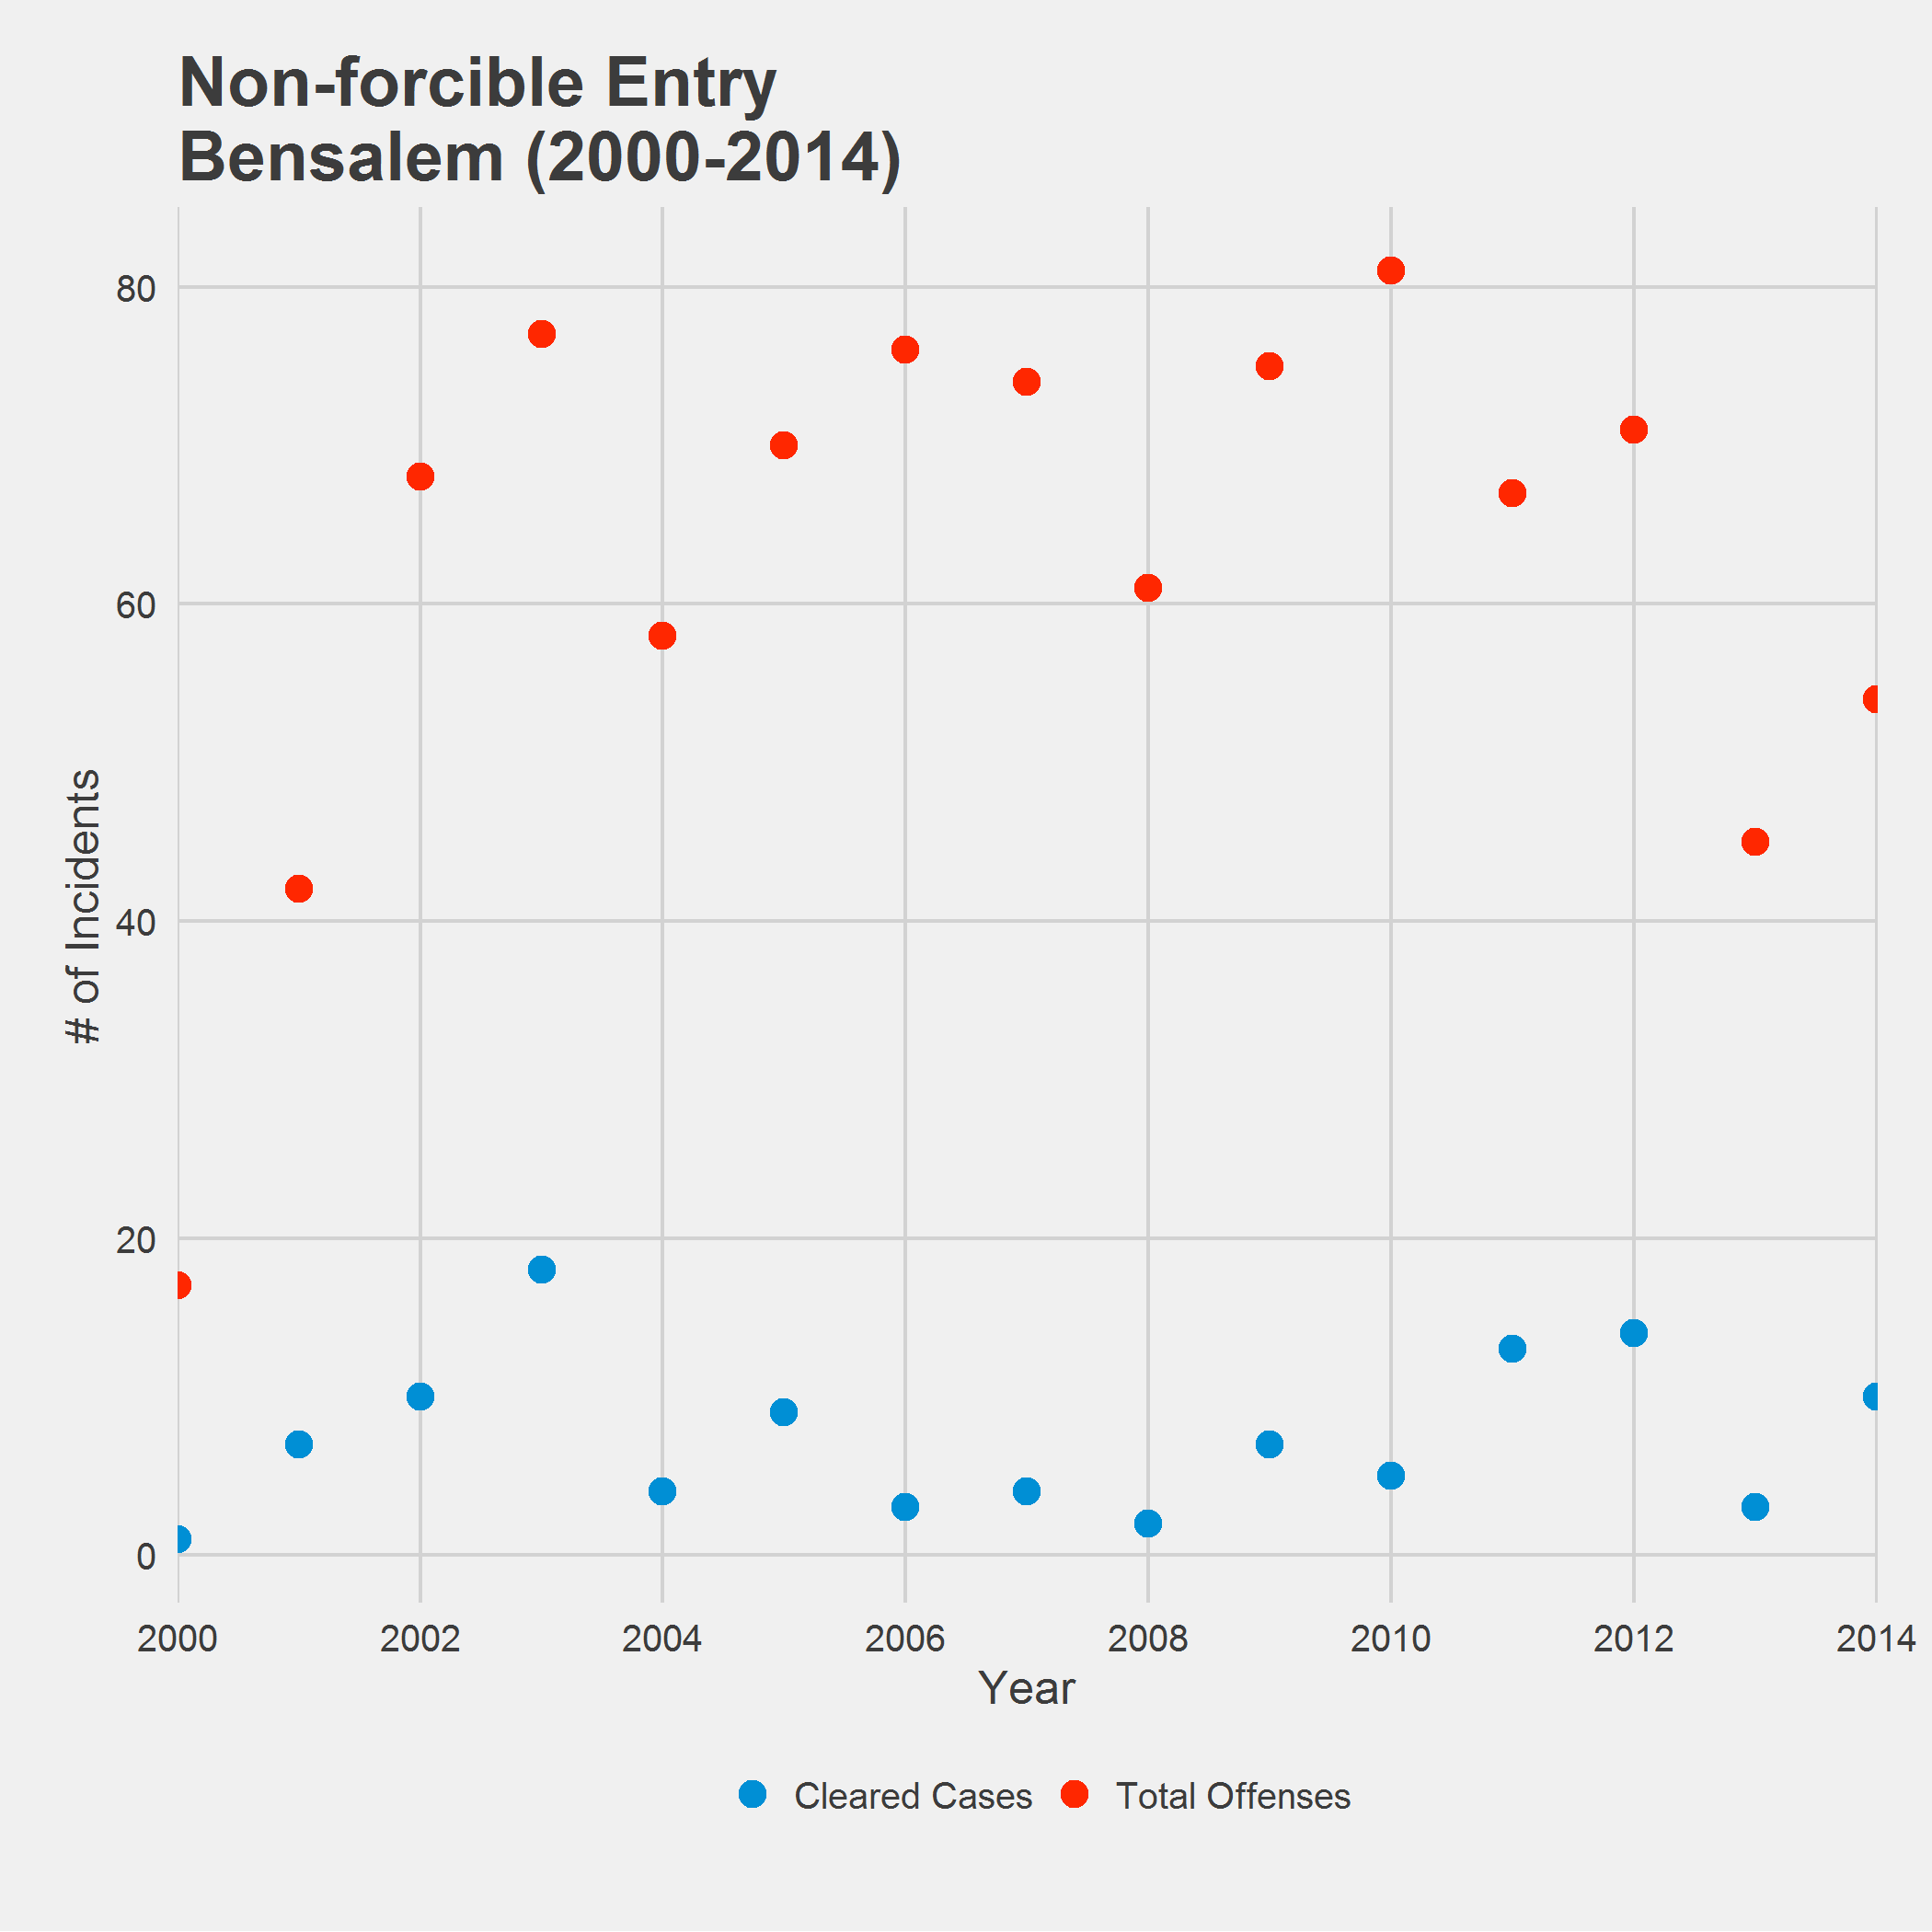 Non-forcible Entry
Bensalem (2000-2014)
80
60
40
20
0
# of Incidents
2000 2002 2004 2006 2008 2010 2012 2014
Year
Cleared Cases Total Offenses